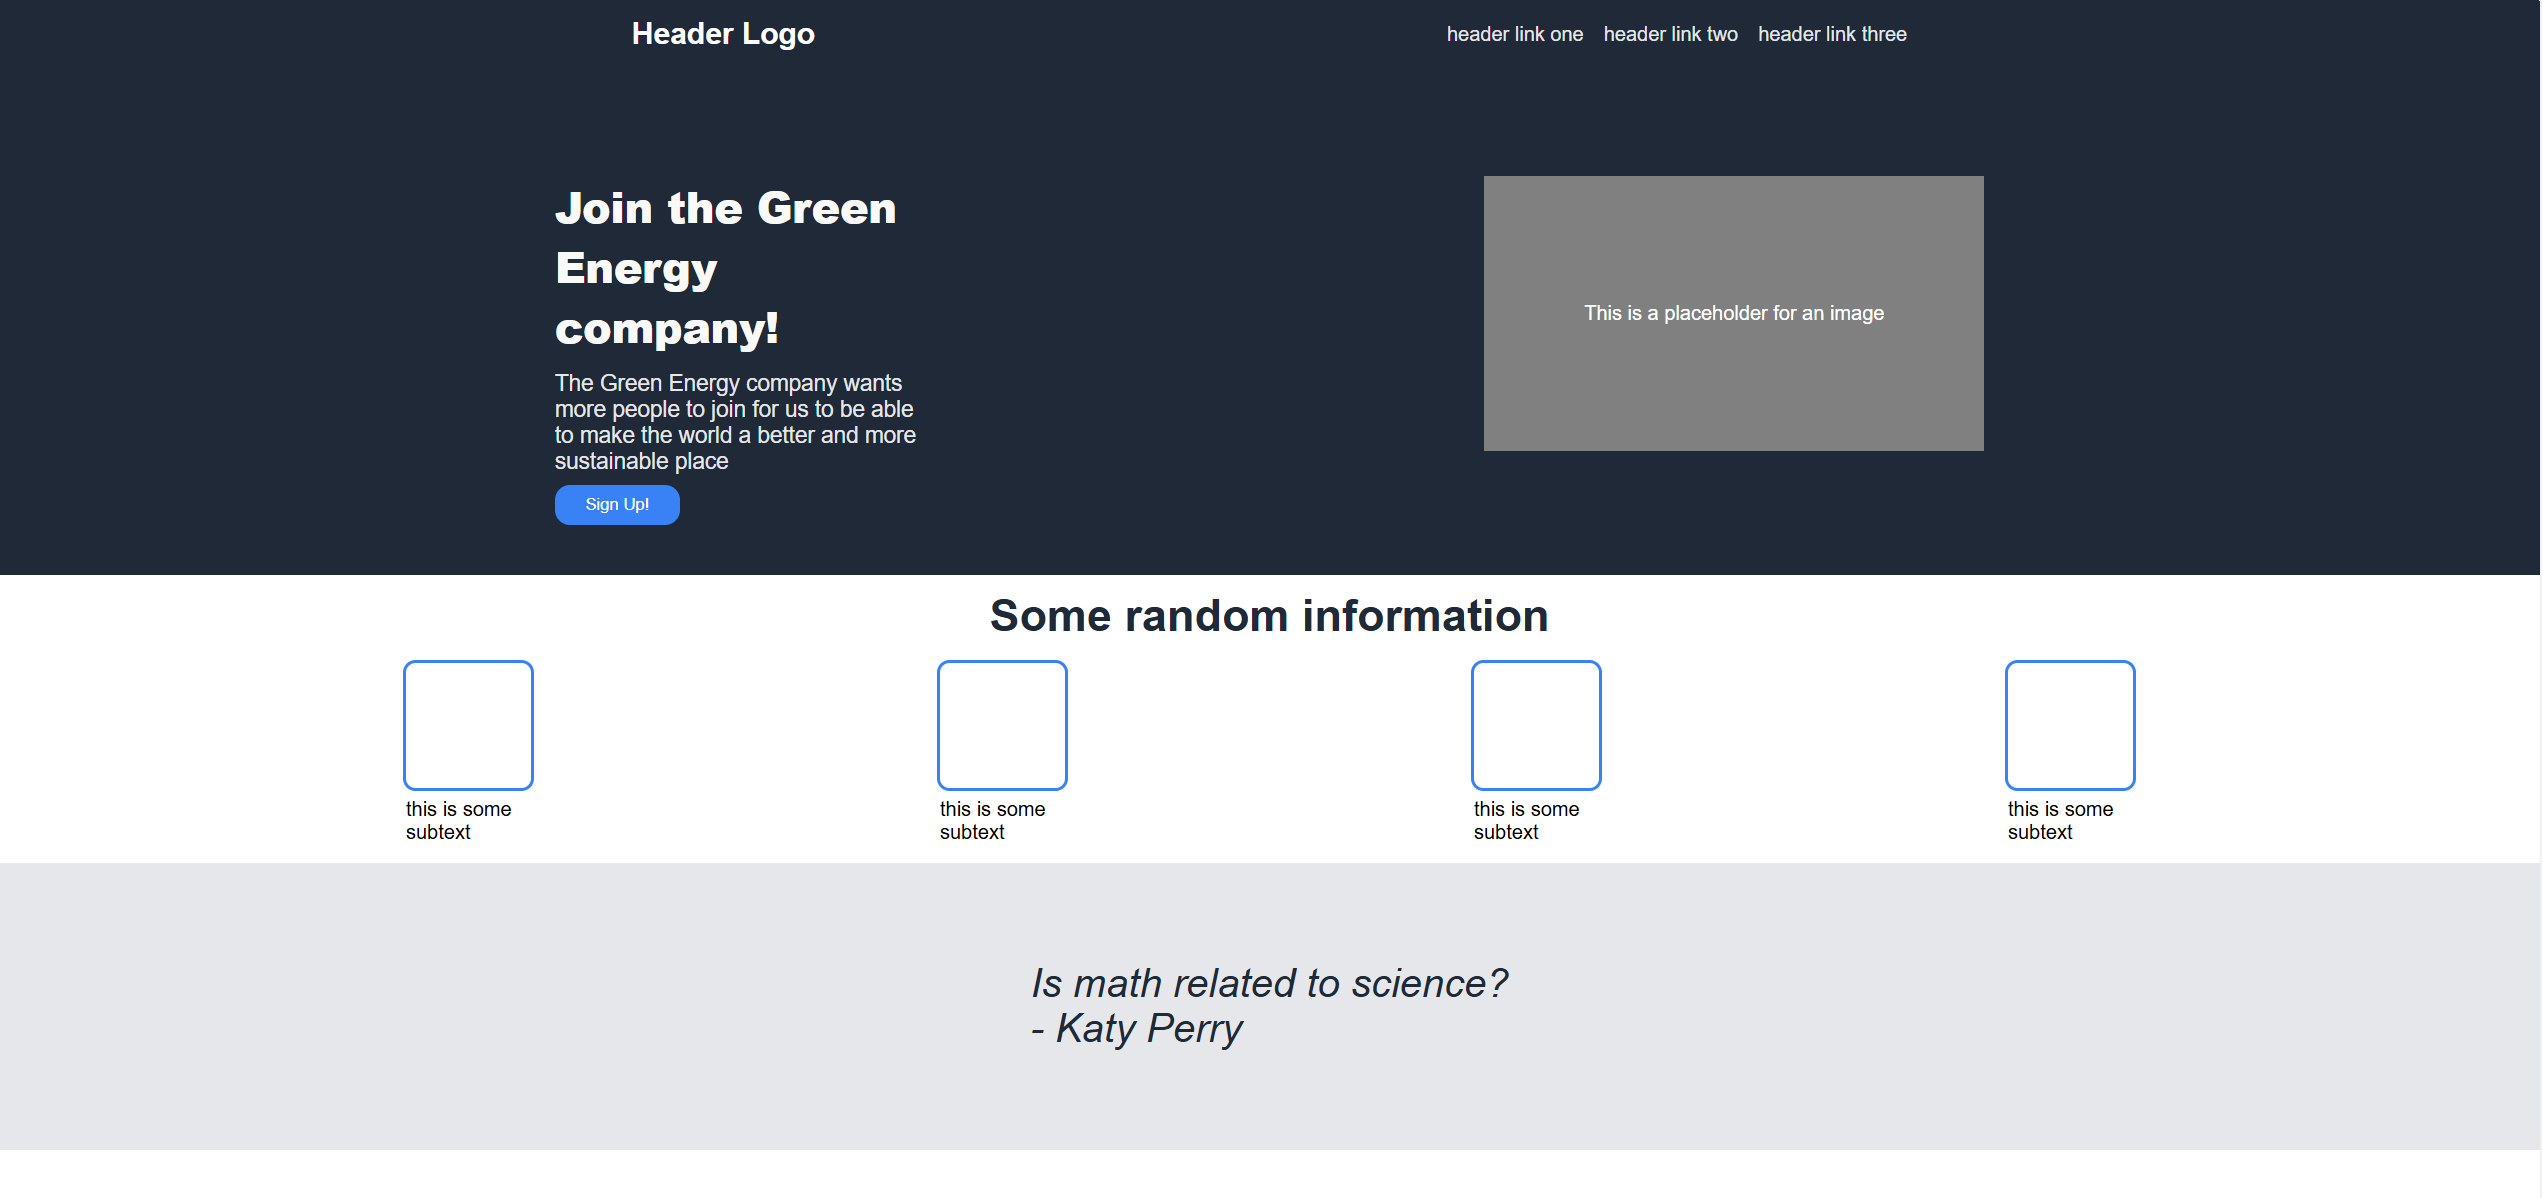 Header Logo
header link one header link two header link three
Join the Green
Energy
company!
The Green Energy company wants
more people to join for us to be able
to make the world a better and more
sustainable place
Sign Up!
This is a placeholder for an image
Some random information
this is some
subtext
this is some
subtext
this is some
subtext
this is some
subtext
Is math related to science?
- Katy Perry